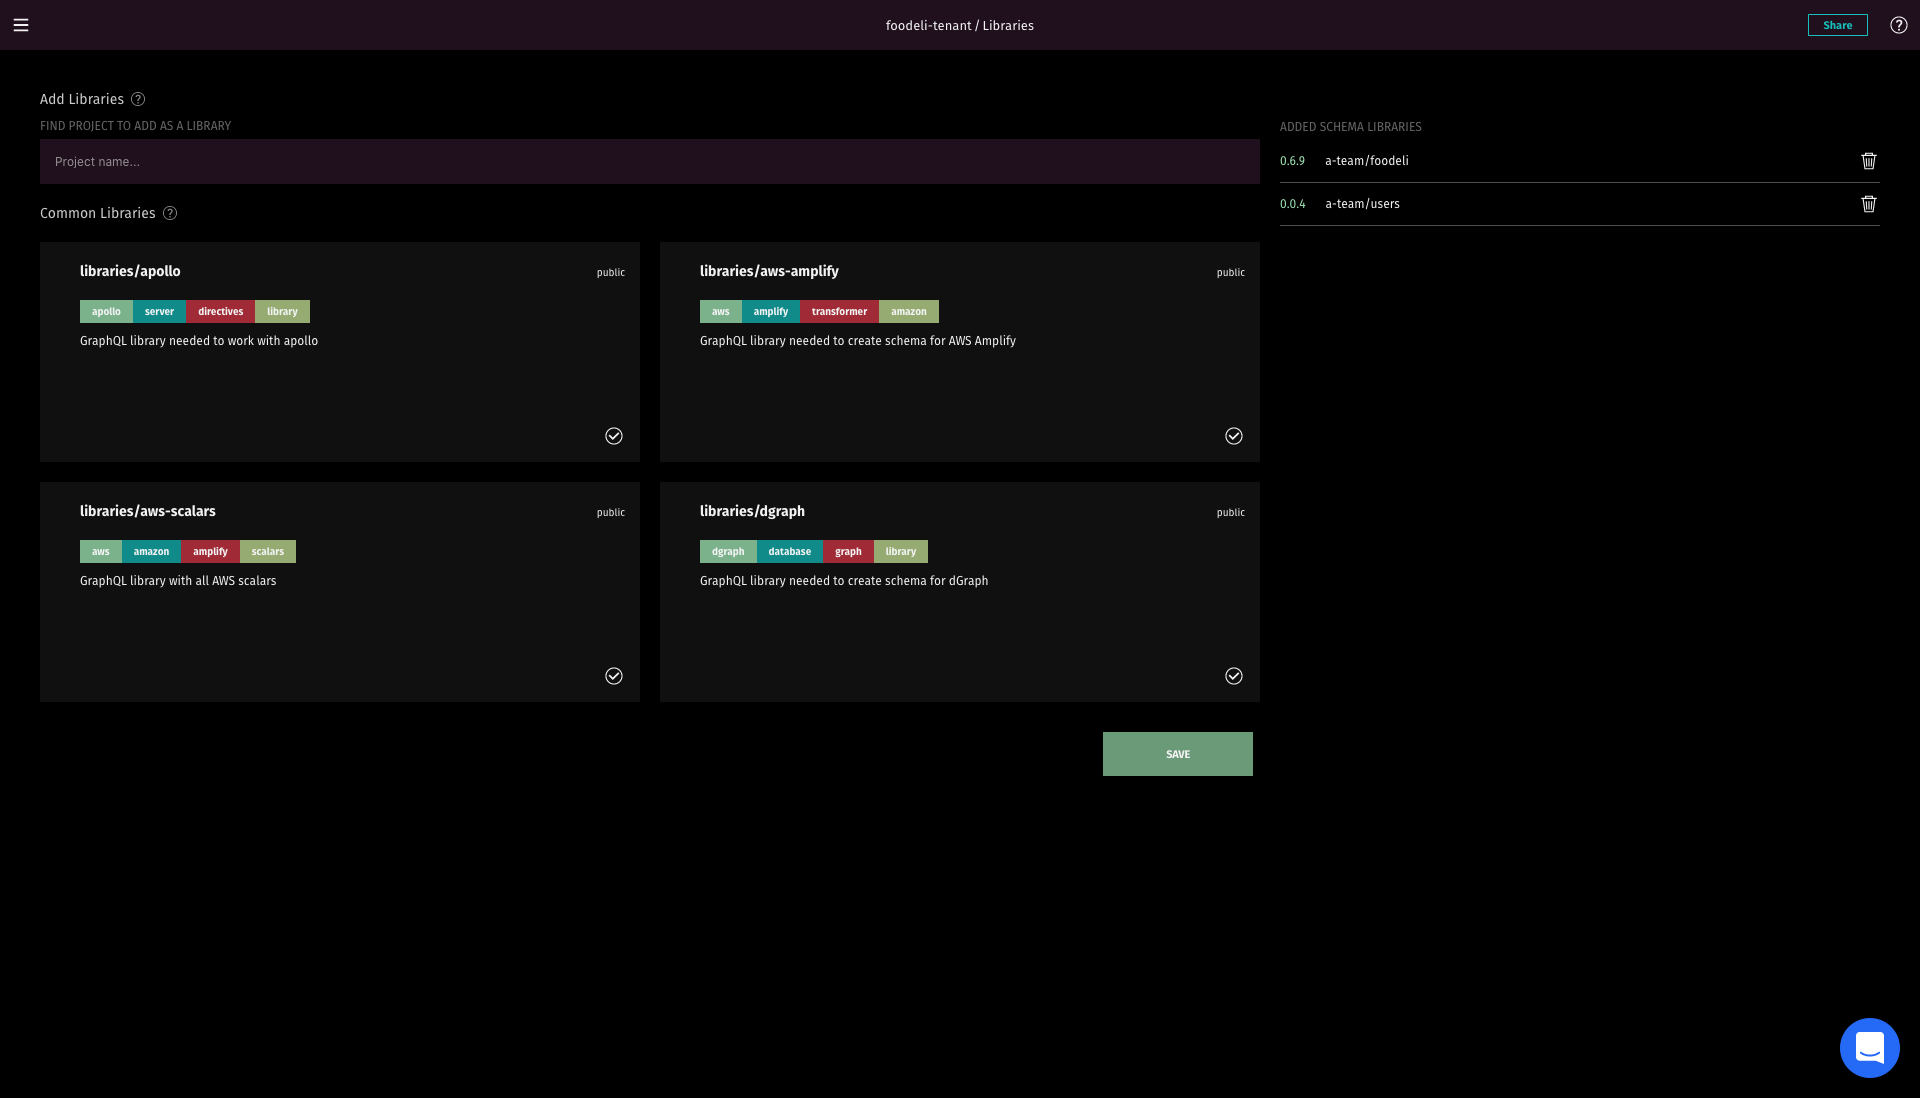 foodeli-tenant / Libraries
Share
Add Libraries
FIND PROJECT TO ADD AS A LIBRARY
Project name...
Common Libraries
libraries/apollo
public
apollo server directives library
GraphQL library needed to work with apollo
libraries/aws-amplify
public
aws amplify transformer amazon
GraphQL library needed to create schema for AWS Amplify
libraries/aws-scalars
public
aws amazon amplify scalars
GraphQL library with all AWS scalars
libraries/dgraph
public
dgraph database graph library
GraphQL library needed to create schema for dGraph
SAVE
ADDED SCHEMA LIBRARIES
0.6.9 a-team/foodeli
0.0.4 a-team/users